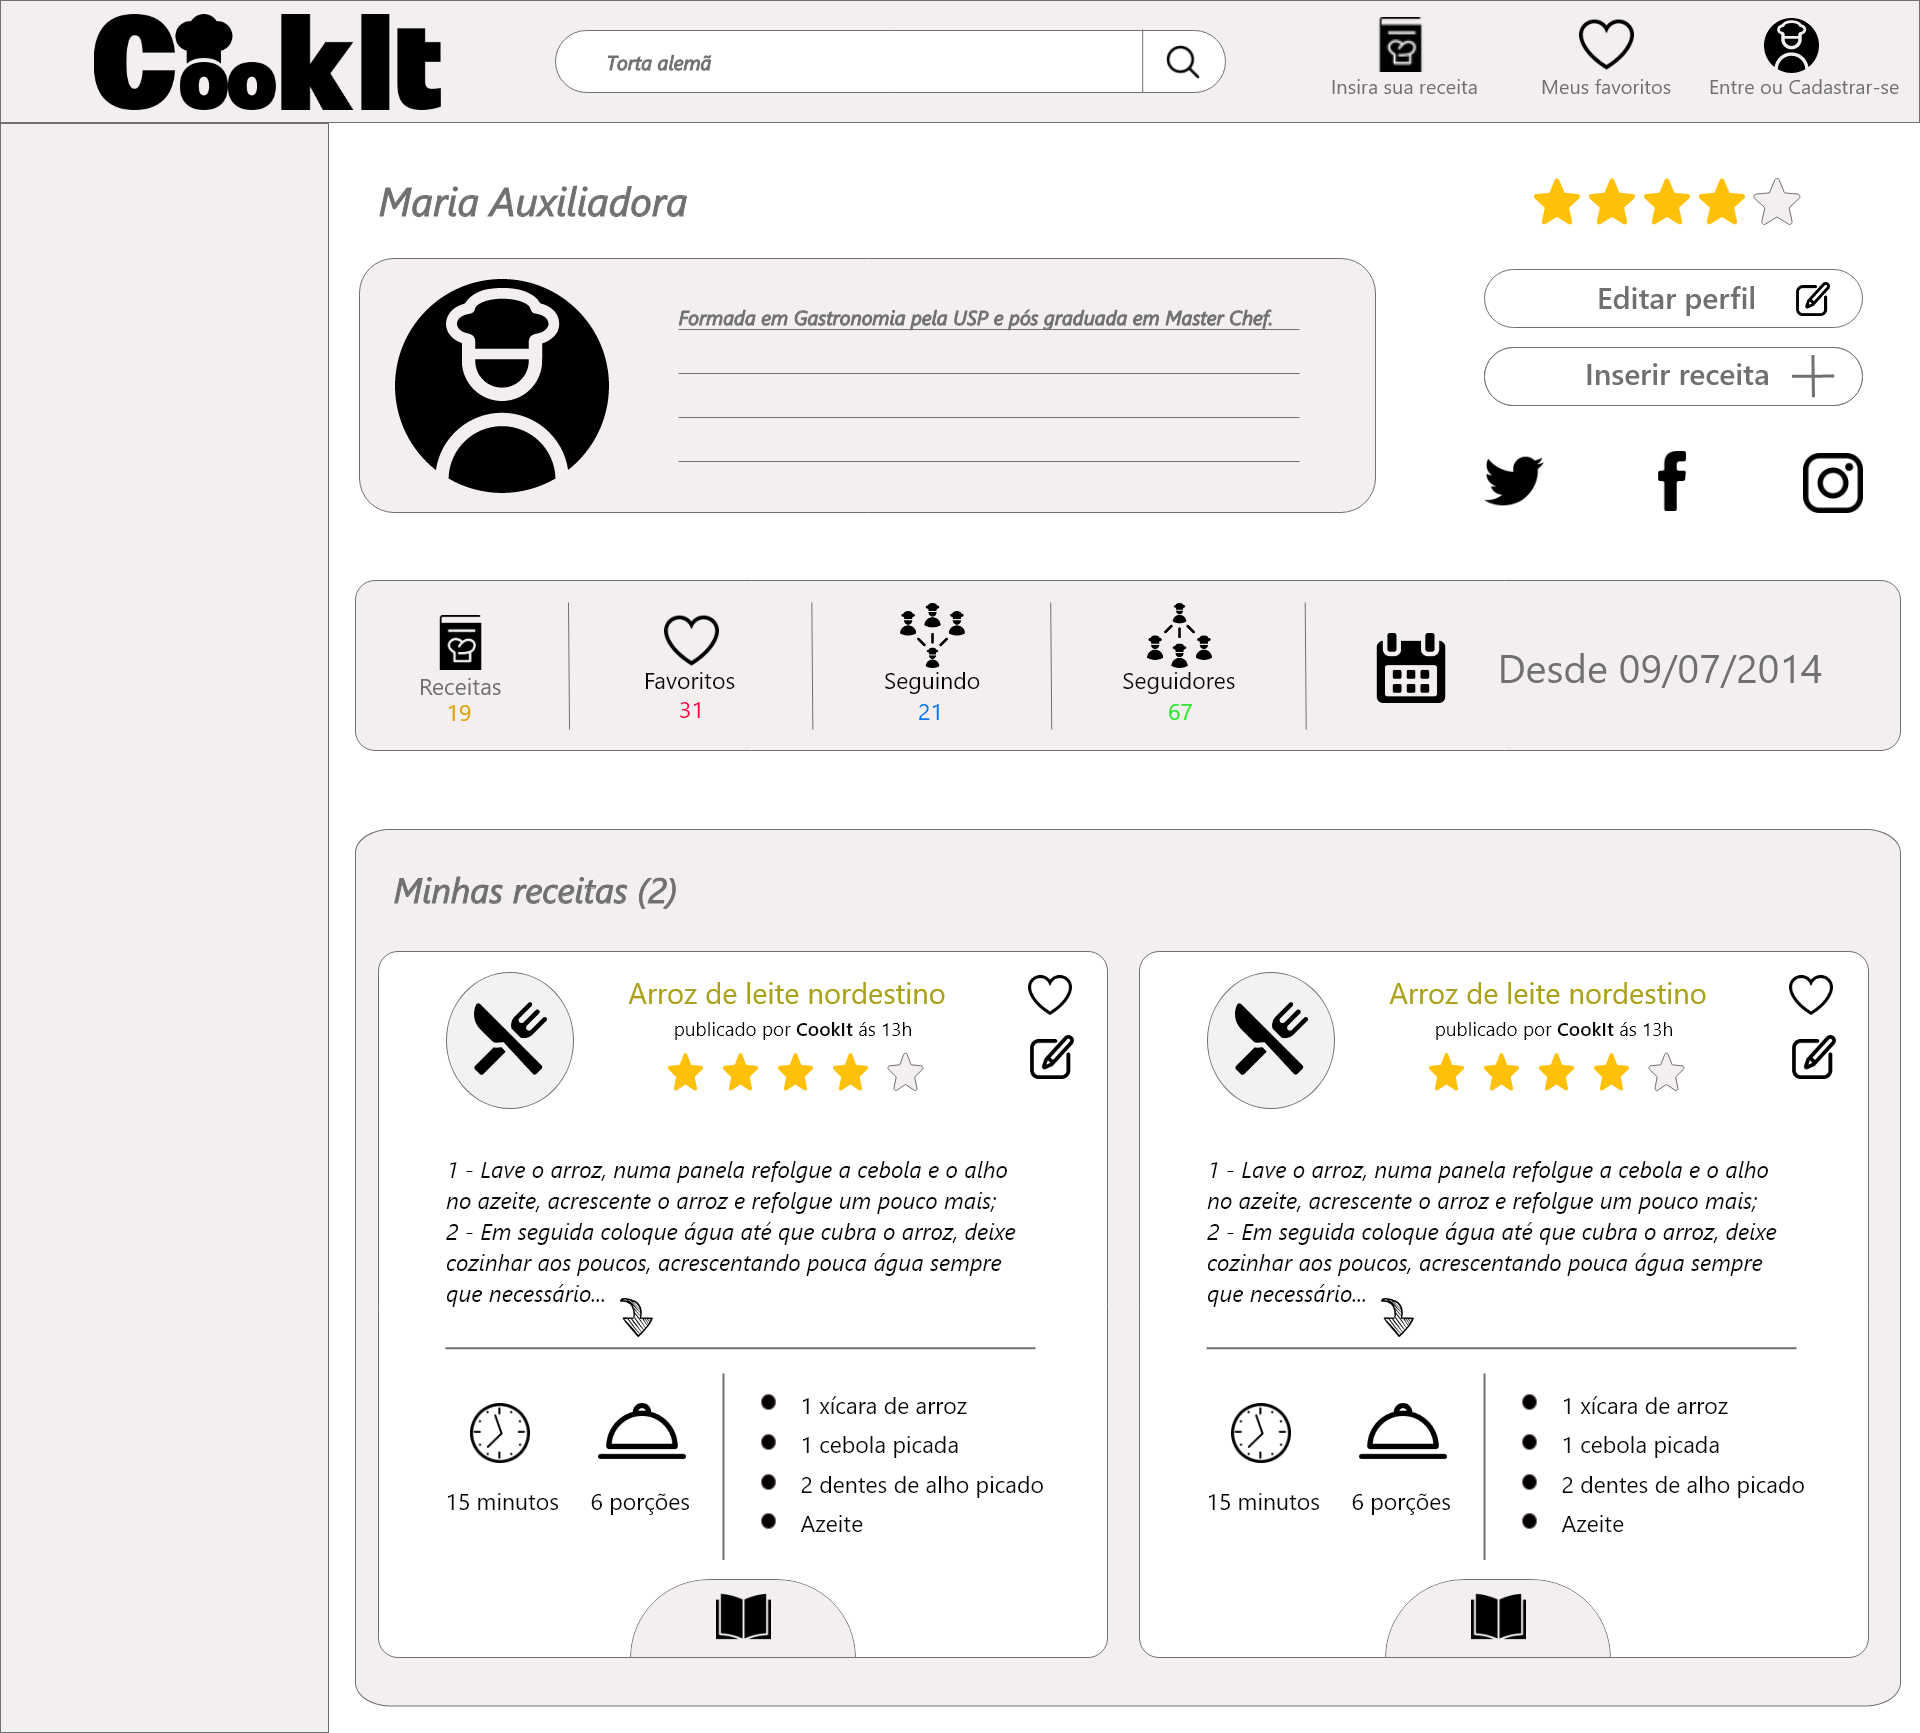 CookIt
Torta alemã
Insira sua receita
Meus favoritos
Entre ou Cadastrar-se
Maria Auxiliadora
Formada em Gastronomia pela USP e pós graduada em Master Chef.
Editar perfil
Inserir receita
Receitas
19
Favoritos
31
Seguindo
21
Seguidores
67
Desde 09/07/2014
Minhas receitas (2)
Arroz de leite nordestino
publicado por CookIt ás 13h
1 - Lave o arroz, numa panela refolgue a cebola e o alho
no azeite, acrescente o arroz e refolgue um pouco mais;
2 - Em seguida coloque água até que cubra o arroz, deixe
cozinhar aos poucos, acrescentando pouca água sempre
que necessário...
15 minutos
6 porções
1 xícara de arroz
1 cebola picada
2 dentes de alho picado
Azeite
Arroz de leite nordestino
publicado por CookIt ás 13h
1 - Lave o arroz, numa panela refolgue a cebola e o alho
no azeite, acrescente o arroz e refolgue um pouco mais;
2 - Em seguida coloque água até que cubra o arroz, deixe
cozinhar aos poucos, acrescentando pouca água sempre
que necessário...
15 minutos
6 porções
1 xícara de arroz
1 cebola picada
2 dentes de alho picado
Azeite